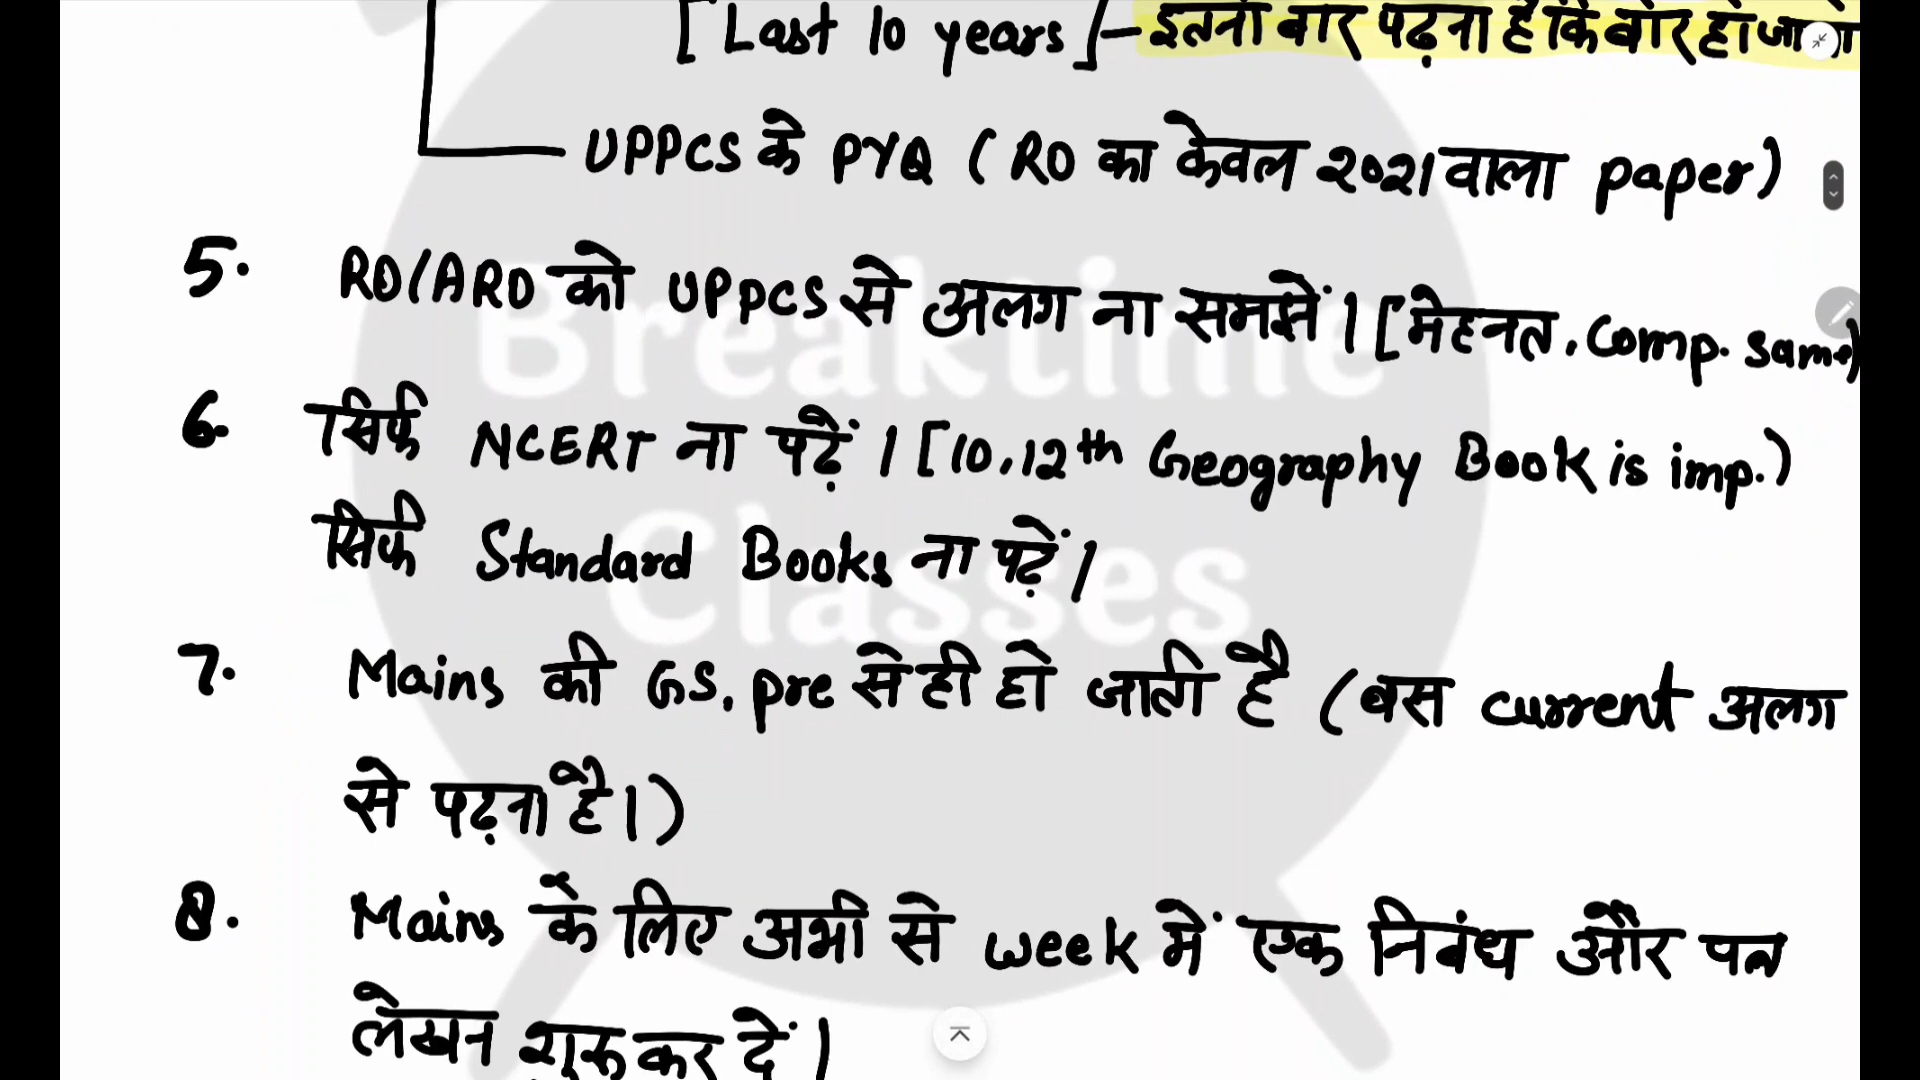 [Last 10 years] - इतनी बार पढ़ना है कि बोर हो
UPPCS के PYQ (RO का केवल 2021 वाला paper)
5. RO/ARO को UPPCS से अलग ना समझें। [मेहनत, Comp. same)
6. सिर्फ NCERT ना पढ़ें। [10,12th Geography Book is imp.)
सिर्फ Standard Books ना पढ़ें।
7. Mains की GS, pre से ही हो जाती है (बस current अलग
से पढ़ना है।)
8. Mains के लिए अभी से week में एक निबंध और पत्र
लेखन शुरू कर दें।
Breaktime
Classes